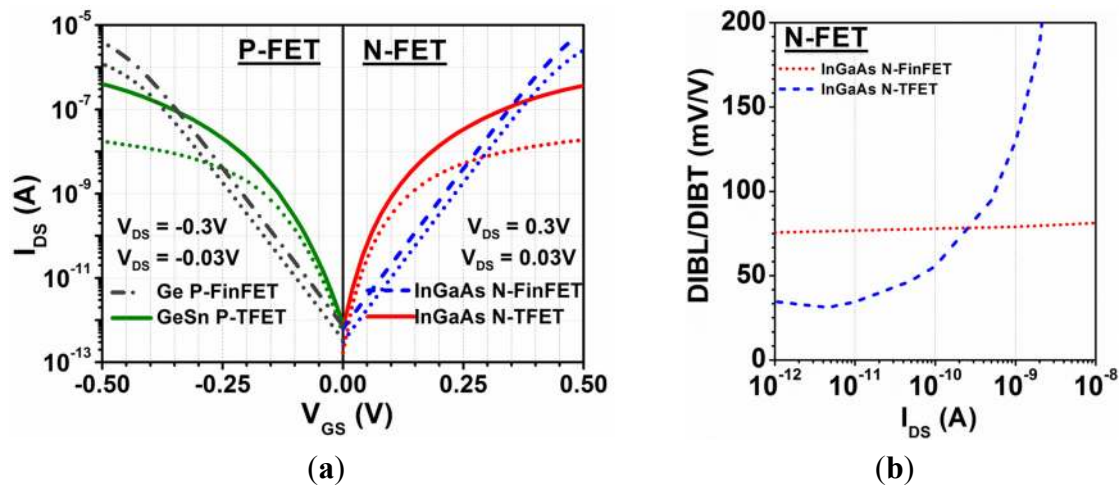 P-FET
N-FET
10^-5
10^-7
10^-9
10^-11
10^-13
I_DS (A)
V_DS = -0.3V
V_DS = -0.03V
Ge P-FinFET
GeSn P-TFET
V_DS = 0.3V
V_DS = 0.03V
InGaAs N-FinFET
InGaAs N-TFET
-0.50 -0.25 0.00 0.25 0.50
V_GS (V)
(a)
N-FET
InGaAs N-FinFET
InGaAs N-TFET
200
150
100
50
0
DIBL/DIBT (mV/V)
10^-12 10^-11 10^-10 10^-9 10^-8
I_DS (A)
(b)